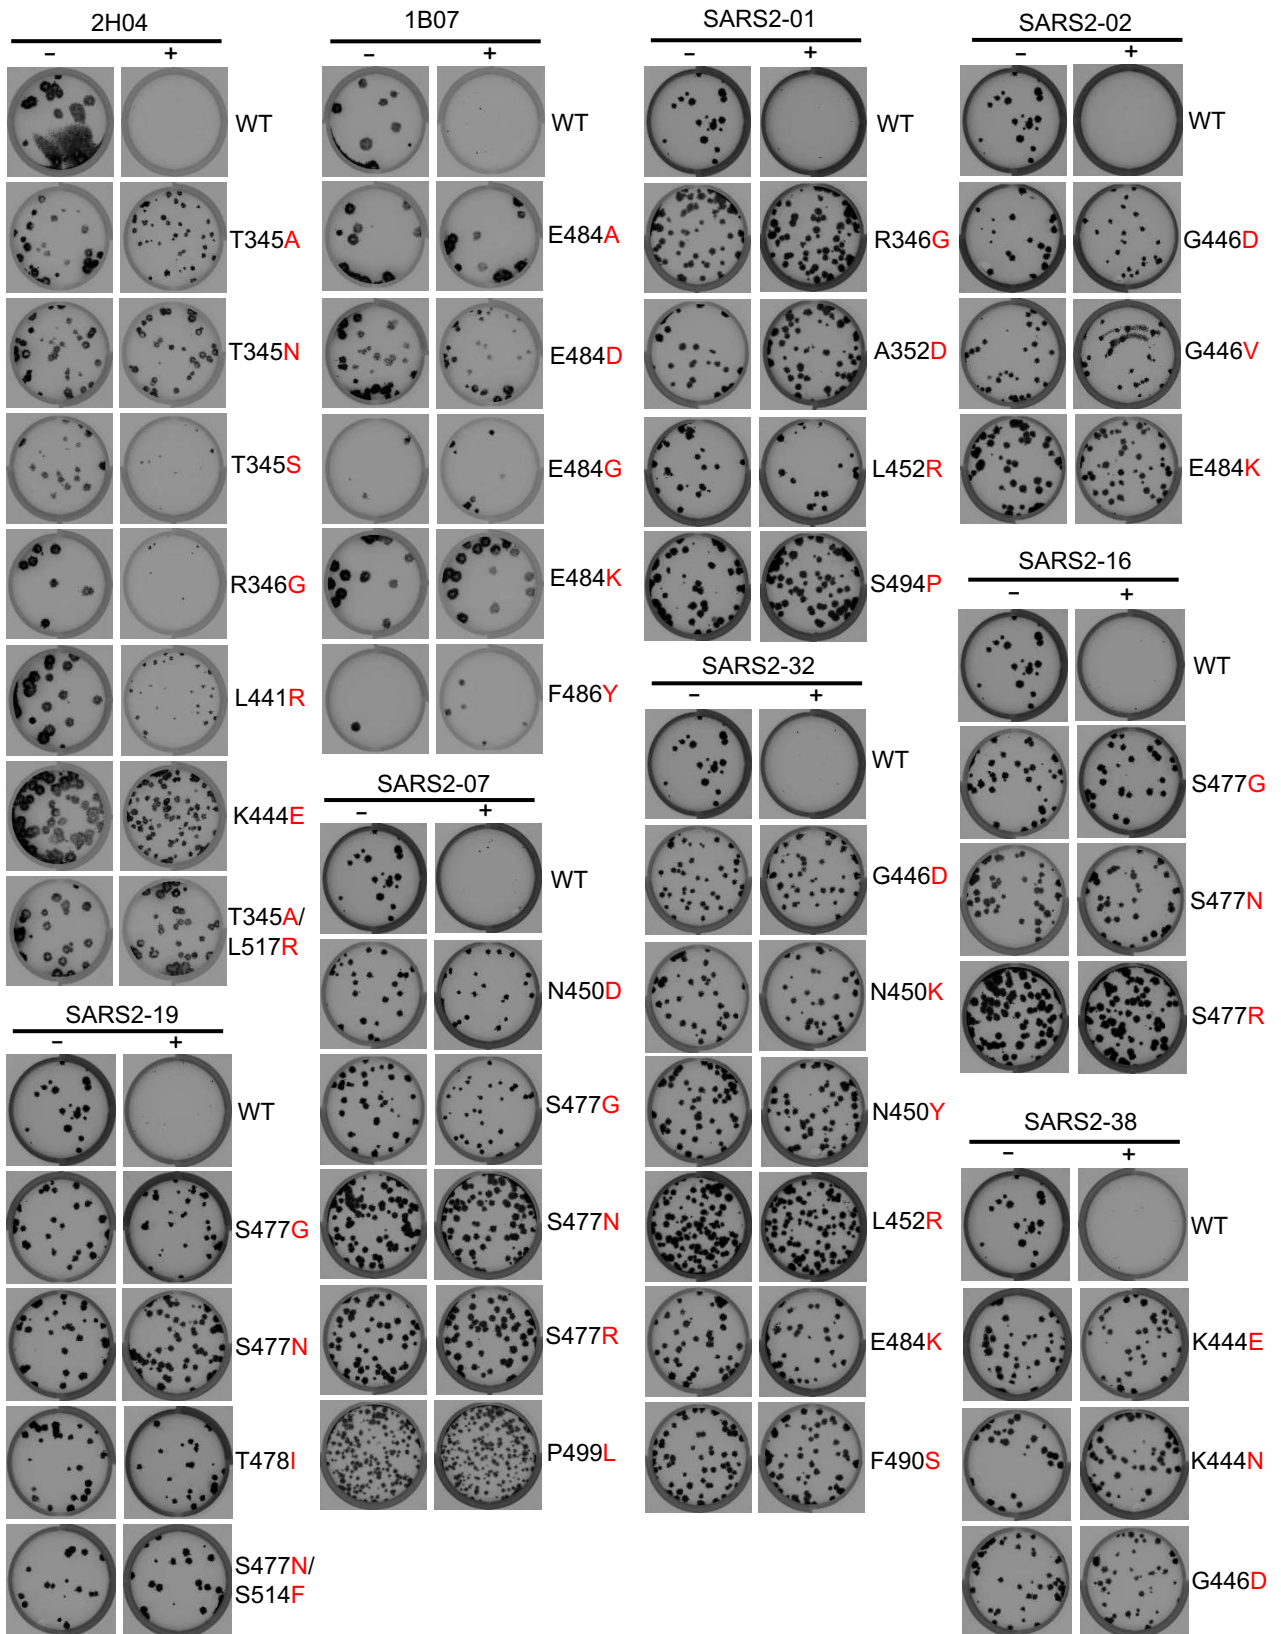 2H04
− +
WT
T345A
T345N
T345S
R346G
L441R
K444E
T345A/
L517R
SARS2-19
− +
WT
S477G
S477N
T478I
S477N/
S514F
1B07
− +
WT
E484A
E484D
E484G
E484K
F486Y
SARS2-07
− +
WT
N450D
S477G
S477N
S477R
P499L
SARS2-01
− +
WT
R346G
A352D
L452R
S494P
SARS2-32
− +
WT
G446D
N450K
N450Y
L452R
E484K
F490S
SARS2-02
− +
WT
G446D
G446V
E484K
SARS2-16
− +
WT
S477G
S477N
S477R
SARS2-38
− +
WT
K444E
K444N
G446D